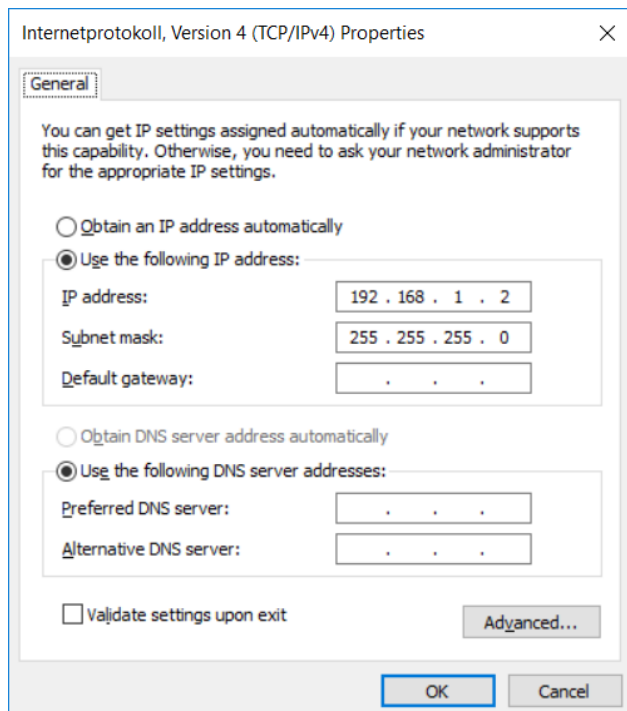 Internetprotokoll, Version 4 (TCP/IPv4) Properties
General
You can get IP settings assigned automatically if your network supports
this capability. Otherwise, you need to ask your network administrator
for the appropriate IP settings.
Obtain an IP address automatically
Use the following IP address:
IP address: 192 . 168 . 1 . 2
Subnet mask: 255 . 255 . 255 . 0
Default gateway: . . .
Obtain DNS server address automatically
Use the following DNS server addresses:
Preferred DNS server: . . .
Alternative DNS server: . . .
Validate settings upon exit
Advanced...
OK Cancel